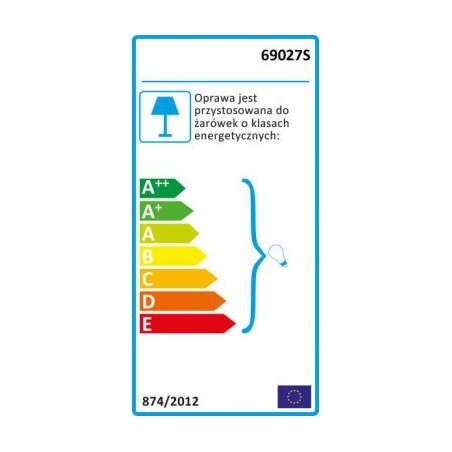 69027S
Oprawa jest
przystosowana do
żarówek o klasach
energetycznych:
A++
A+
A
B
C
D
E
874/2012